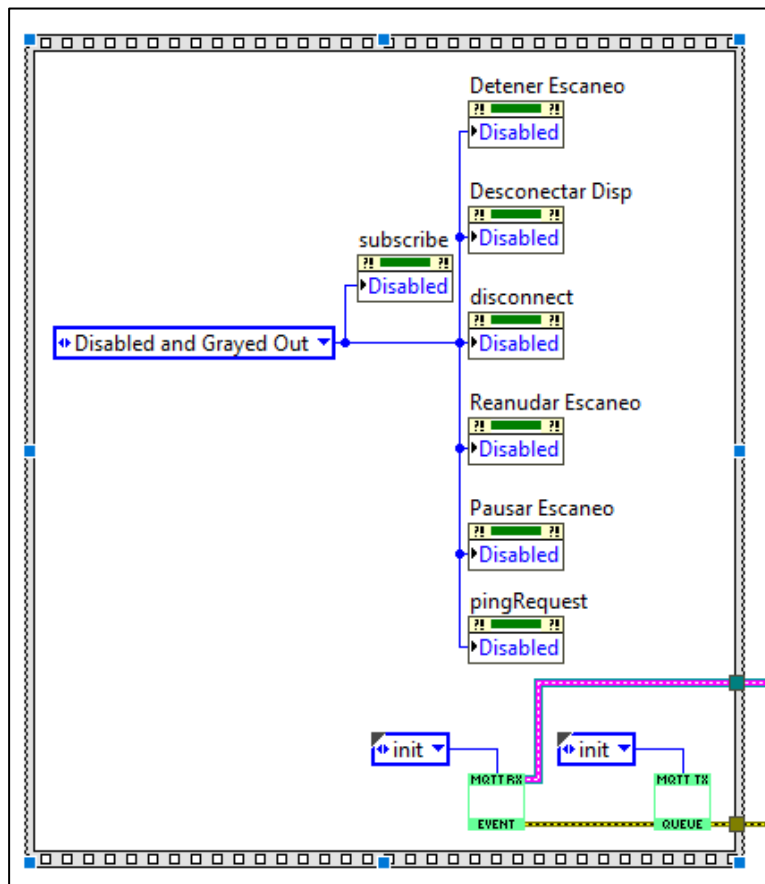 Detener Escaneo
?! ?!
Disabled
Desconectar Disp
?! ?!
Disabled
subscribe
?! ?!
Disabled
disconnect
?! ?!
Disabled
Disabled and Grayed Out
Reanudar Escaneo
?! ?!
Disabled
Pausar Escaneo
?! ?!
Disabled
pingRequest
?! ?!
Disabled
init
init
MQTT RX
EVENT
MQTT TX
QUEUE